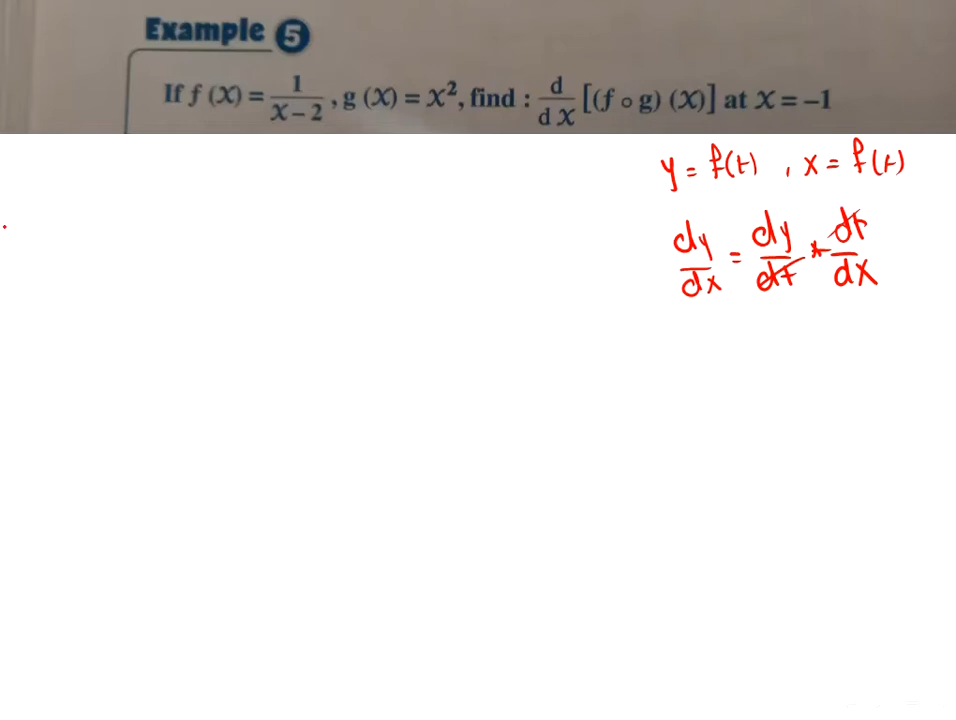 Example 5
If f (X) = 1/(X − 2), g (X) = X², find : d/dX [(f ∘ g) (X)] at X = −1
y = f(t) , x = f(t)
dy/dx = dy/dt * dt/dx